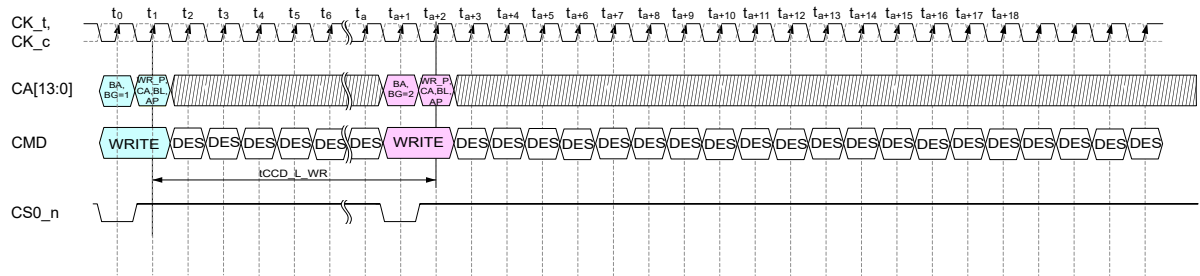 t0 t1 t2 t3 t4 t5 t6 ta ta+1 ta+2 ta+3 ta+4 ta+5 ta+6 ta+7 ta+8 ta+9 ta+10 ta+11 ta+12 ta+13 ta+14 ta+15 ta+16 ta+17 ta+18
CK_t,
CK_c
CA[13:0]
BA,
BG=1
WR_P,
CA,BL,
AP
BA,
BG=2
WR_P,
CA,BL,
AP
CMD WRITE DES DES DES DES DES DES WRITE DES DES DES DES DES DES DES DES DES DES DES DES DES DES DES DES DES DES DES DES
tCCD_L_WR
CS0_n